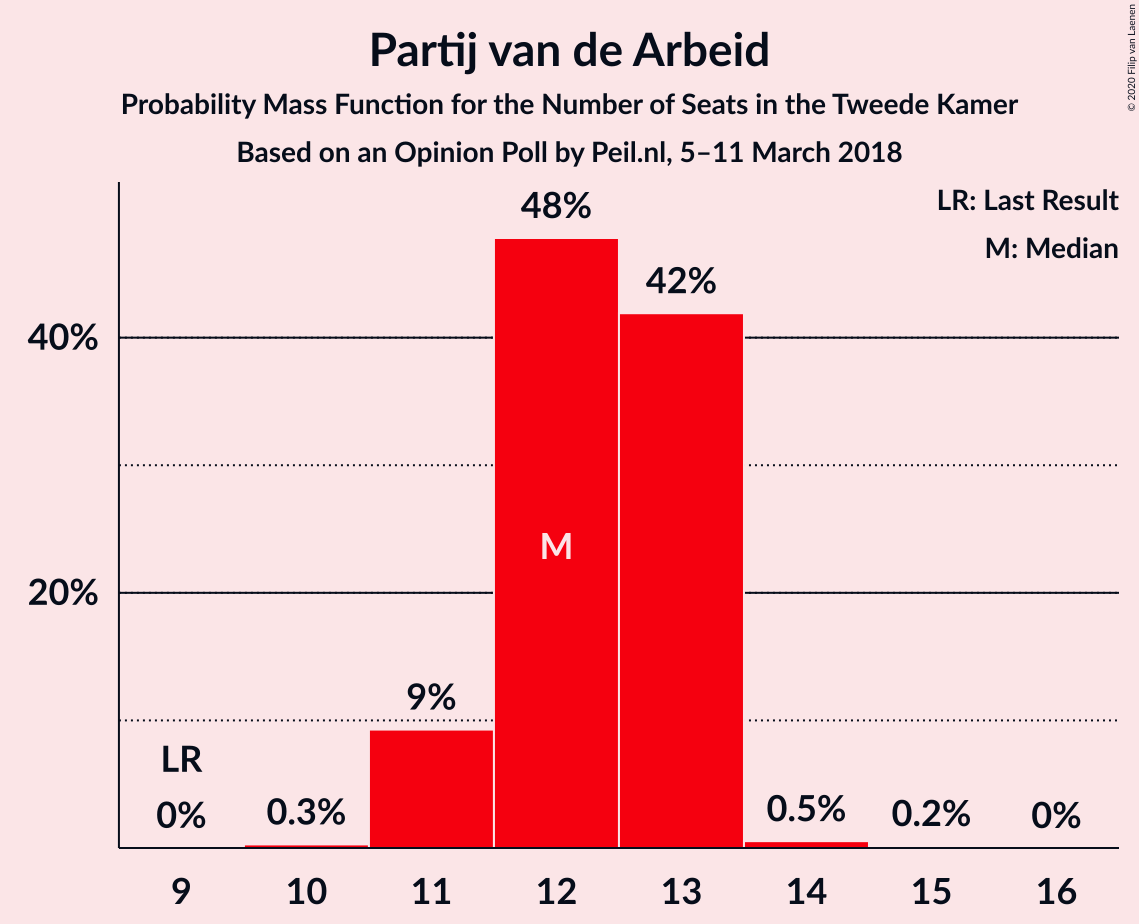 Partij van de Arbeid
Probability Mass Function for the Number of Seats in the Tweede Kamer
Based on an Opinion Poll by Peil.nl, 5–11 March 2018
© 2020 Filip van Laenen
LR: Last Result
M: Median
48%
42%
40%
M
20%
9%
LR
0%
0.3%
0.5%
0.2%
0%
9 10 11 12 13 14 15 16